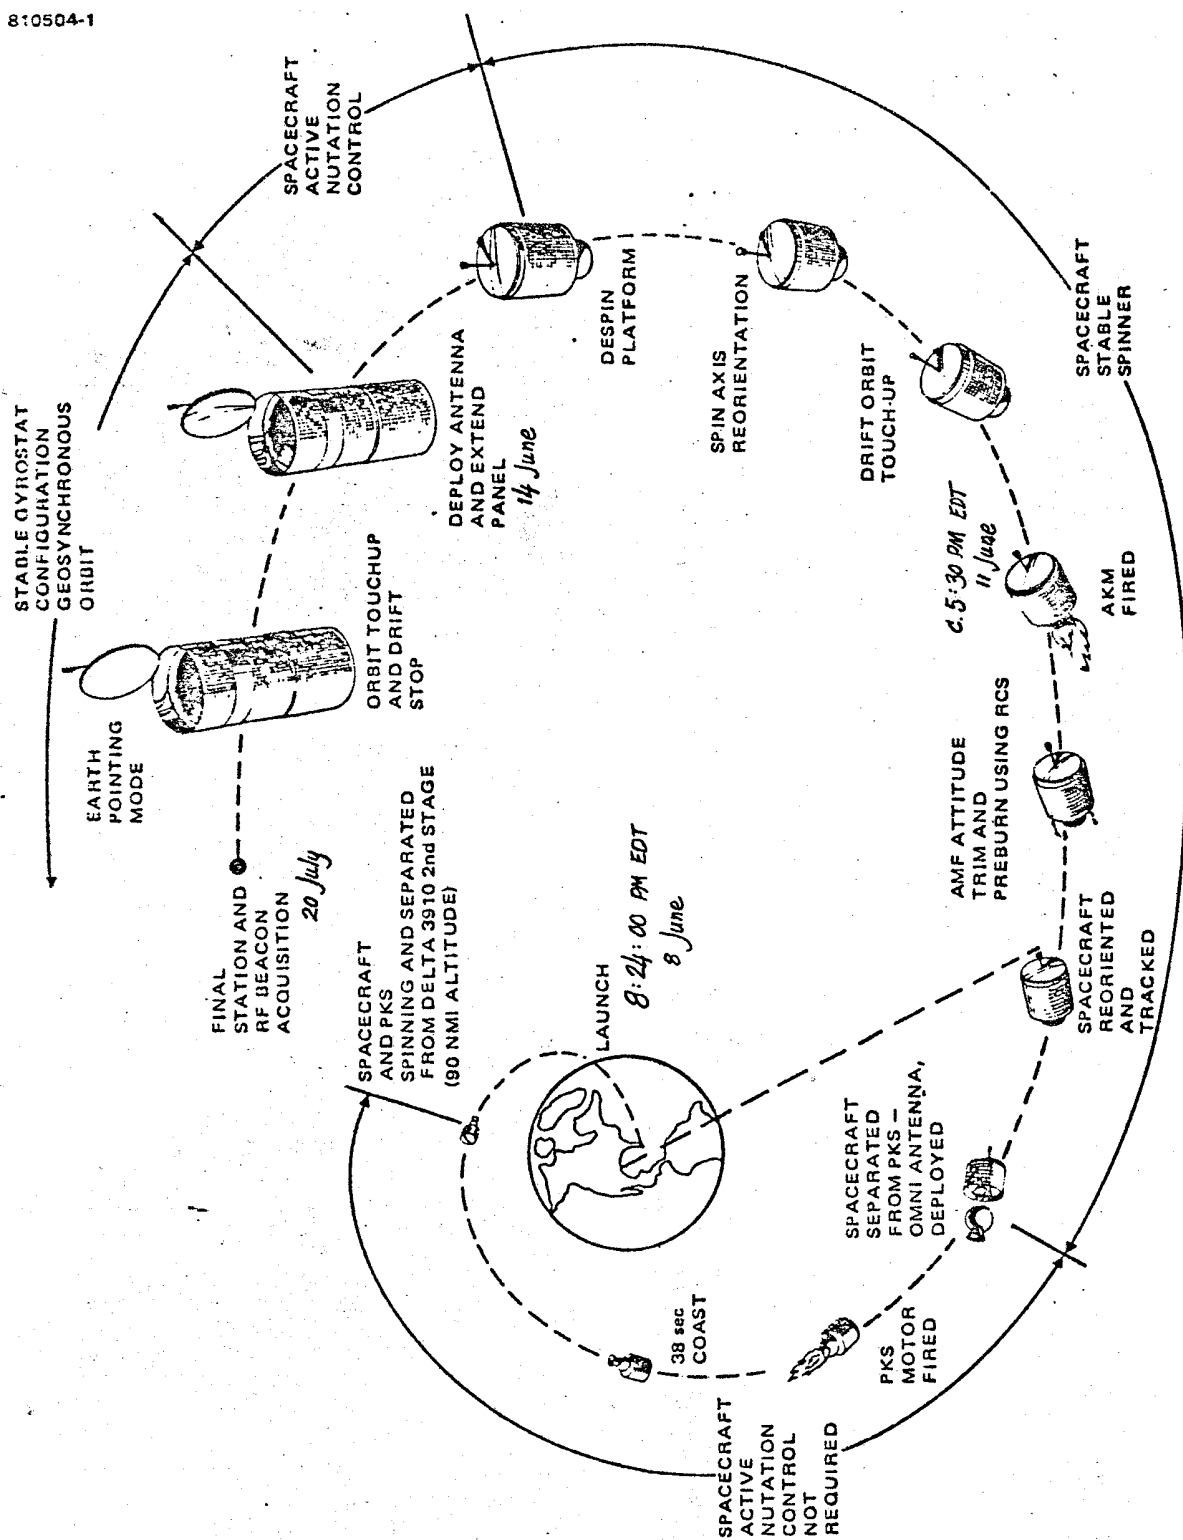 810504-1
STABLE GYROSTAT
CONFIGURATION
GEOSYNCHRONOUS
ORBIT
SPACECRAFT
ACTIVE
NUTATION
CONTROL
EARTH
POINTING
MODE
FINAL
STATION AND
RF BEACON
ACQUISITION
20 July
ORBIT TOUCHUP
AND DRIFT
STOP
DEPLOY ANTENNA
AND EXTEND
PANEL
14 June
DESPIN
PLATFORM
SPIN AXIS
REORIENTATION
DRIFT ORBIT
TOUCH-UP
SPACECRAFT
STABLE
SPINNER
C. 5:30 PM EDT
11 June
AKM
FIRED
AMF ATTITUDE
TRIM AND
PREBURN USING RCS
SPACECRAFT
REORIENTED
AND
TRACKED
SPACECRAFT
SEPARATED
FROM PKS –
OMNI ANTENNA,
DEPLOYED
PKS
MOTOR
FIRED
38 sec
COAST
SPACECRAFT
ACTIVE
NUTATION
CONTROL
NOT
REQUIRED
SPACECRAFT
AND PKS
SPINNING AND SEPARATED
FROM DELTA 3910 2nd STAGE
(90 NMI ALTITUDE)
LAUNCH
8:24:00 PM EDT
8 June